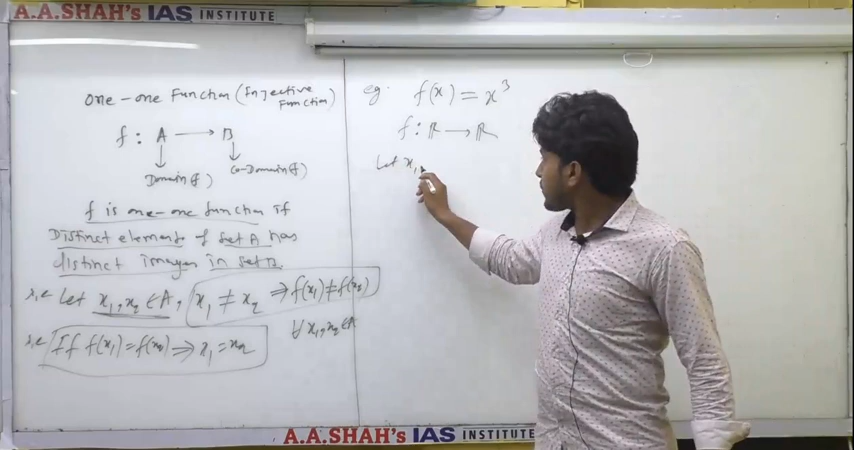 A.A.SHAH's IAS INSTITUTE
one-one Function (Injective Function)
f : A → B
Domain(f)
Co-Domain(f)
f is one-one function if
Distinct elements of set A has
distinct images in set B.
i.e Let x₁, x₂ ∈ A, x₁ ≠ x₂ ⇒ f(x₁) ≠ f(x₂)
∀ x₁, x₂ ∈ A
i.e If f(x₁) = f(x₂) ⇒ x₁ = x₂
eg. f(x) = x³
f : ℝ → ℝ
Let x₁,
A.A.SHAH's IAS INSTITUTE